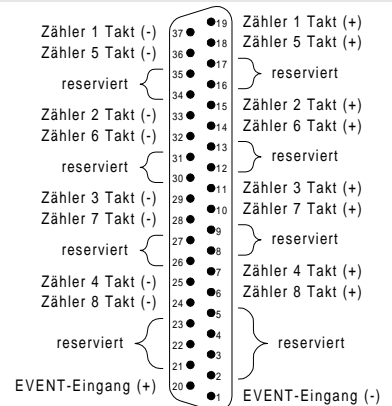 Zähler 1 Takt (-) 37 19 Zähler 1 Takt (+)
Zähler 5 Takt (-) 36 18 Zähler 5 Takt (+)
reserviert 35 34 17 16 reserviert
Zähler 2 Takt (-) 33 15 Zähler 2 Takt (+)
Zähler 6 Takt (-) 32 14 Zähler 6 Takt (+)
reserviert 31 30 13 12 reserviert
Zähler 3 Takt (-) 29 11 Zähler 3 Takt (+)
Zähler 7 Takt (-) 28 10 Zähler 7 Takt (+)
reserviert 27 26 9 8 reserviert
Zähler 4 Takt (-) 25 7 Zähler 4 Takt (+)
Zähler 8 Takt (-) 24 6 Zähler 8 Takt (+)
reserviert 23 22 21 5 4 3 2 reserviert
EVENT-Eingang (+) 20 1 EVENT-Eingang (-)